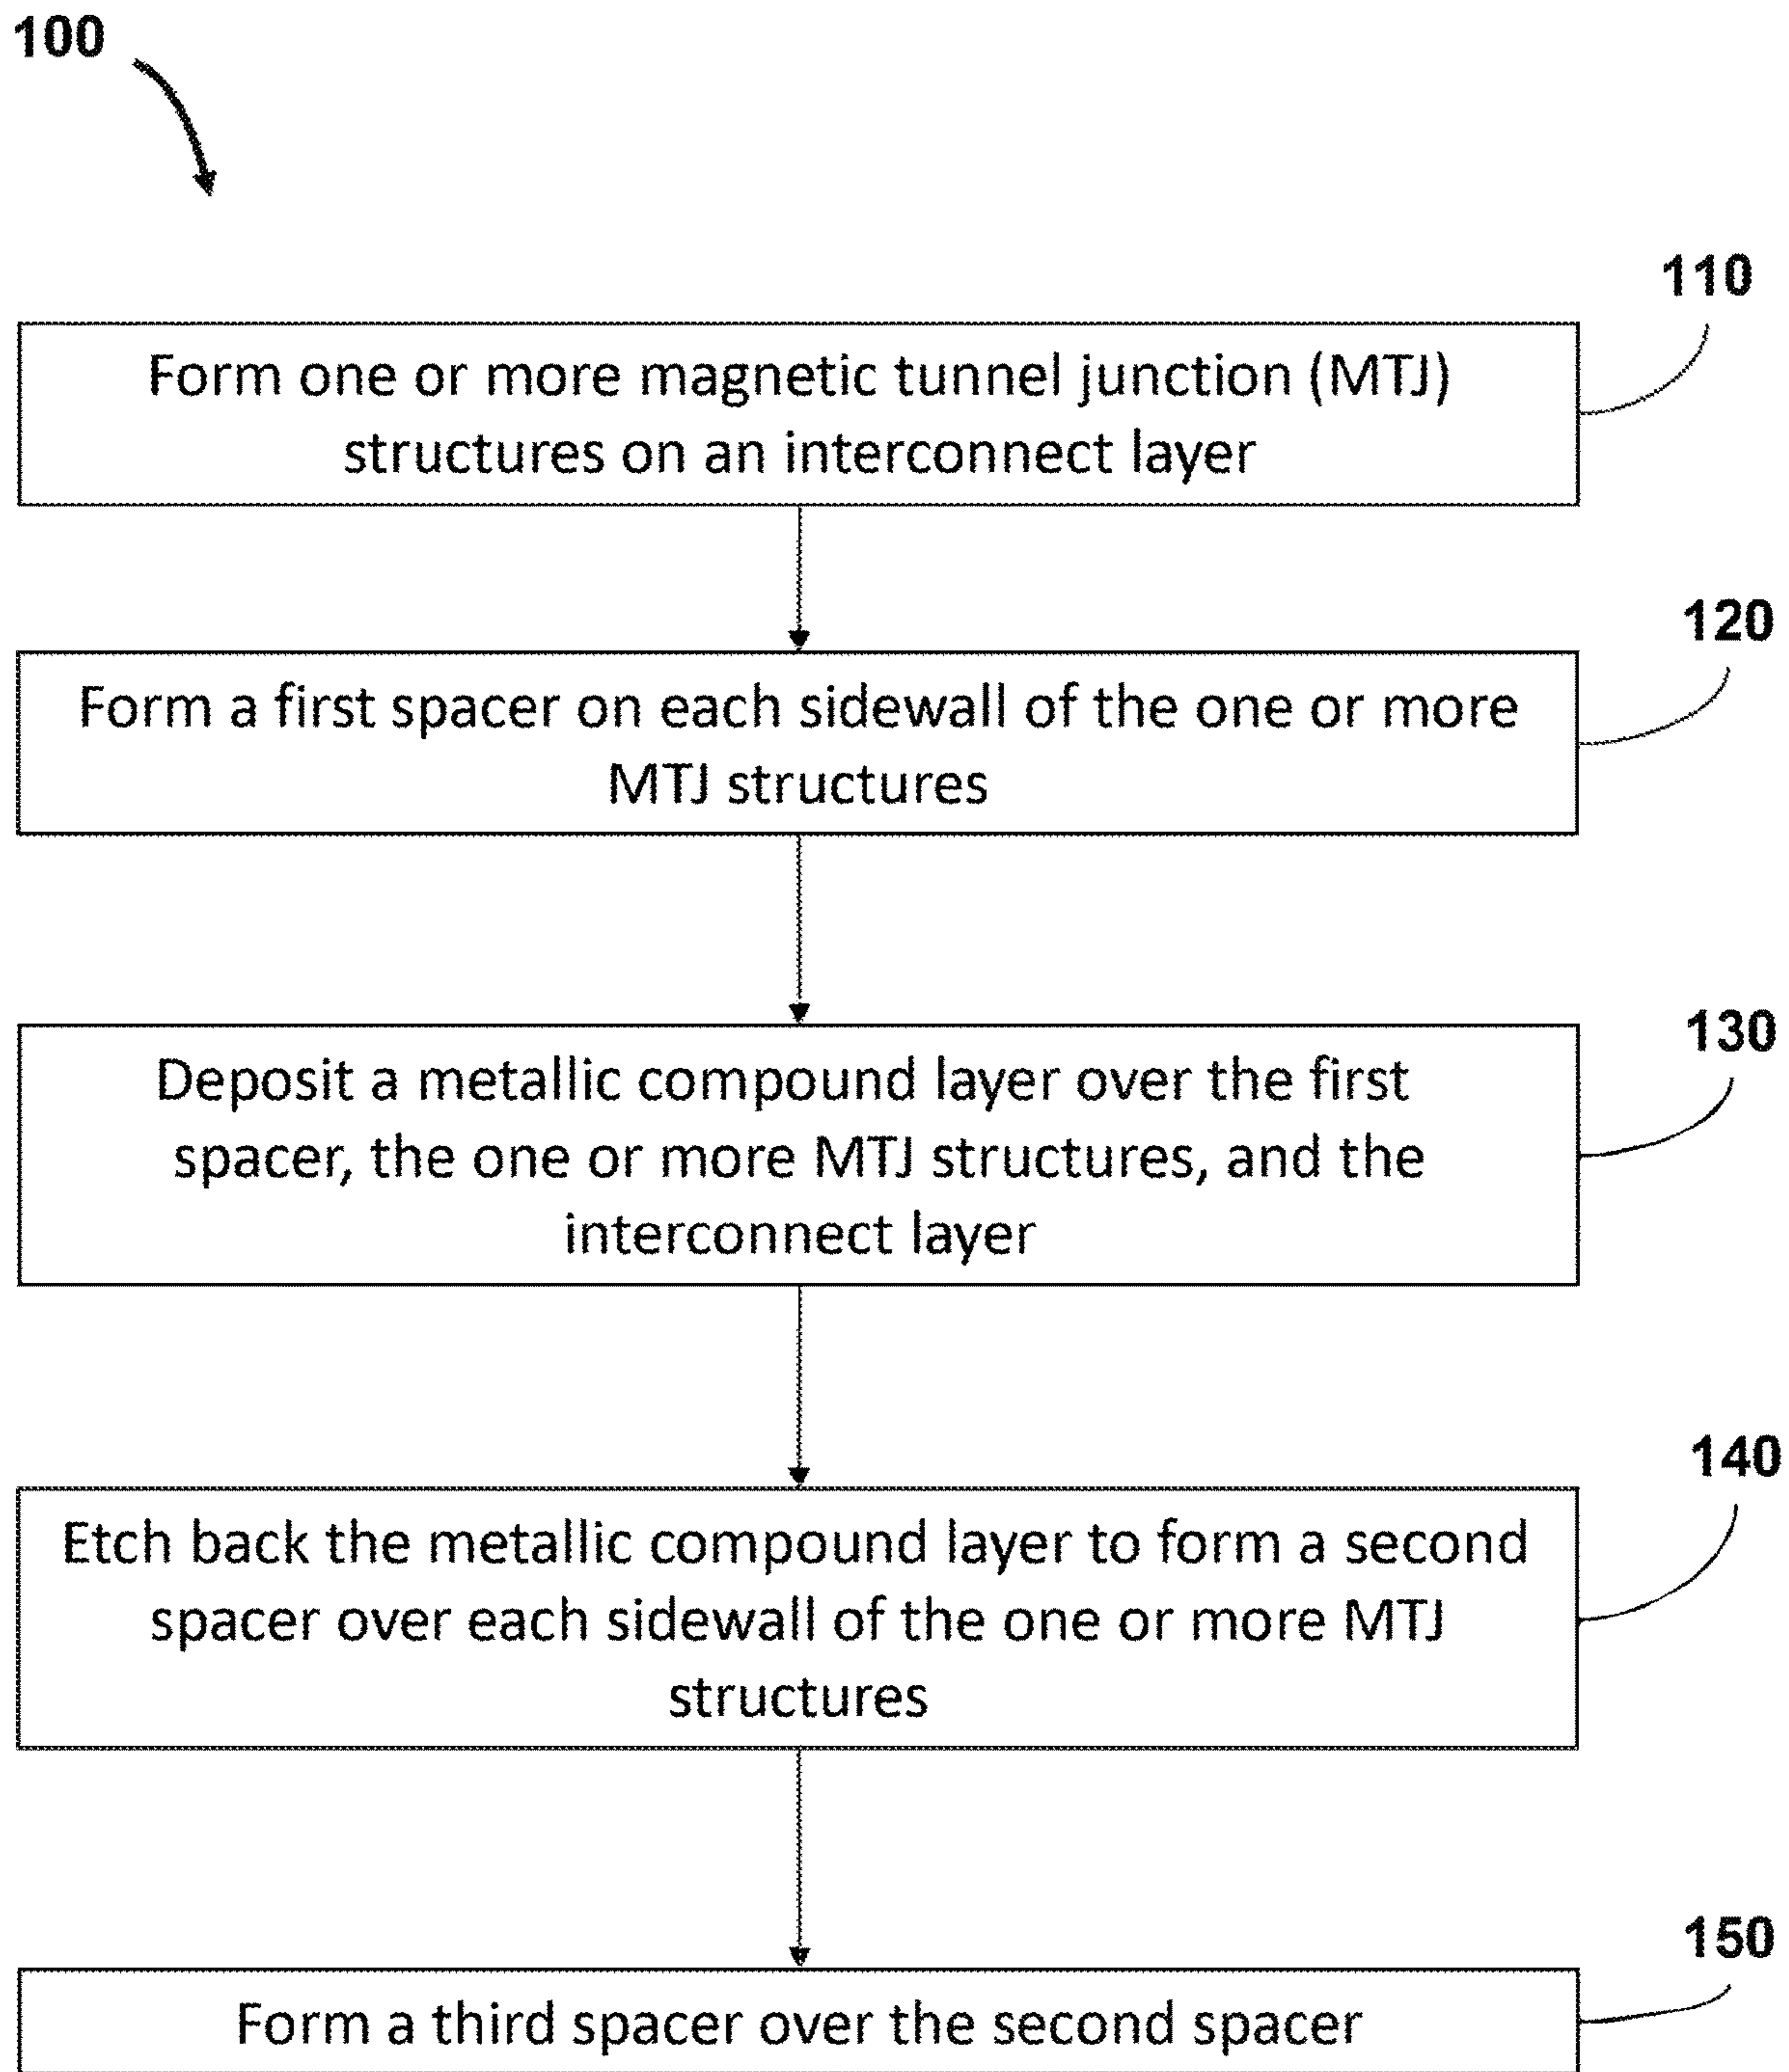 100
110
Form one or more magnetic tunnel junction (MTJ)
structures on an interconnect layer
120
Form a first spacer on each sidewall of the one or more
MTJ structures
130
Deposit a metallic compound layer over the first
spacer, the one or more MTJ structures, and the
interconnect layer
140
Etch back the metallic compound layer to form a second
spacer over each sidewall of the one or more MTJ
structures
150
Form a third spacer over the second spacer